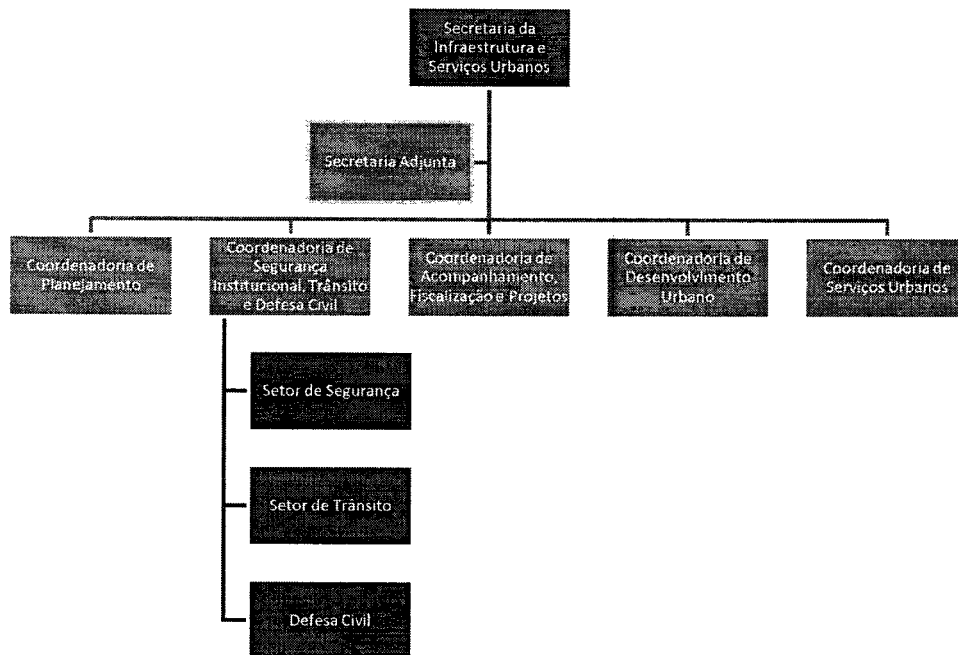 Secretaria da
Infraestrutura e
Serviços Urbanos
Secretaria Adjunta
Coordenadoria de
Planejamento
Coordenadoria de
Segurança
Institucional, Trânsito
e Defesa Civil
Coordenadoria de
Acompanhamento,
Fiscalização e Projetos
Coordenadoria de
Desenvolvimento
Urbano
Coordenadoria de
Serviços Urbanos
Setor de Segurança
Setor de Trânsito
Defesa Civil